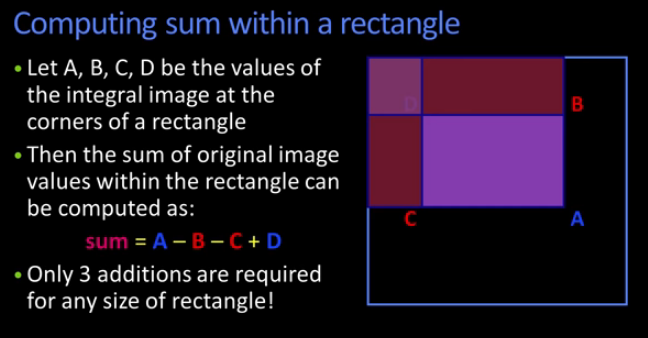 Computing sum within a rectangle
• Let A, B, C, D be the values of
the integral image at the
corners of a rectangle
• Then the sum of original image
values within the rectangle can
be computed as:
sum = A – B – C + D
• Only 3 additions are required
for any size of rectangle!
D
B
C
A